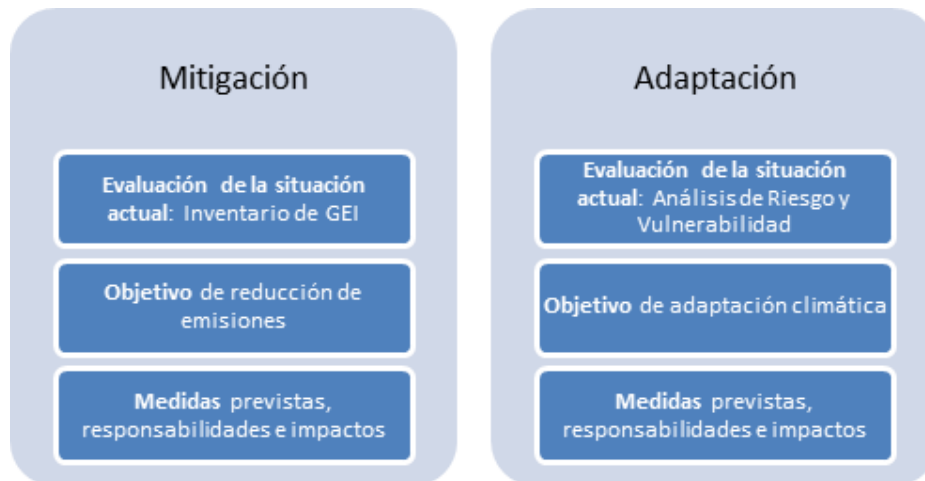 Mitigación
Evaluación de la situación
actual: Inventario de GEI
Objetivo de reducción de
emisiones
Medidas previstas,
responsabilidades e impactos
Adaptación
Evaluación de la situación
actual: Análisis de Riesgo y
Vulnerabilidad
Objetivo de adaptación climática
Medidas previstas,
responsabilidades e impactos